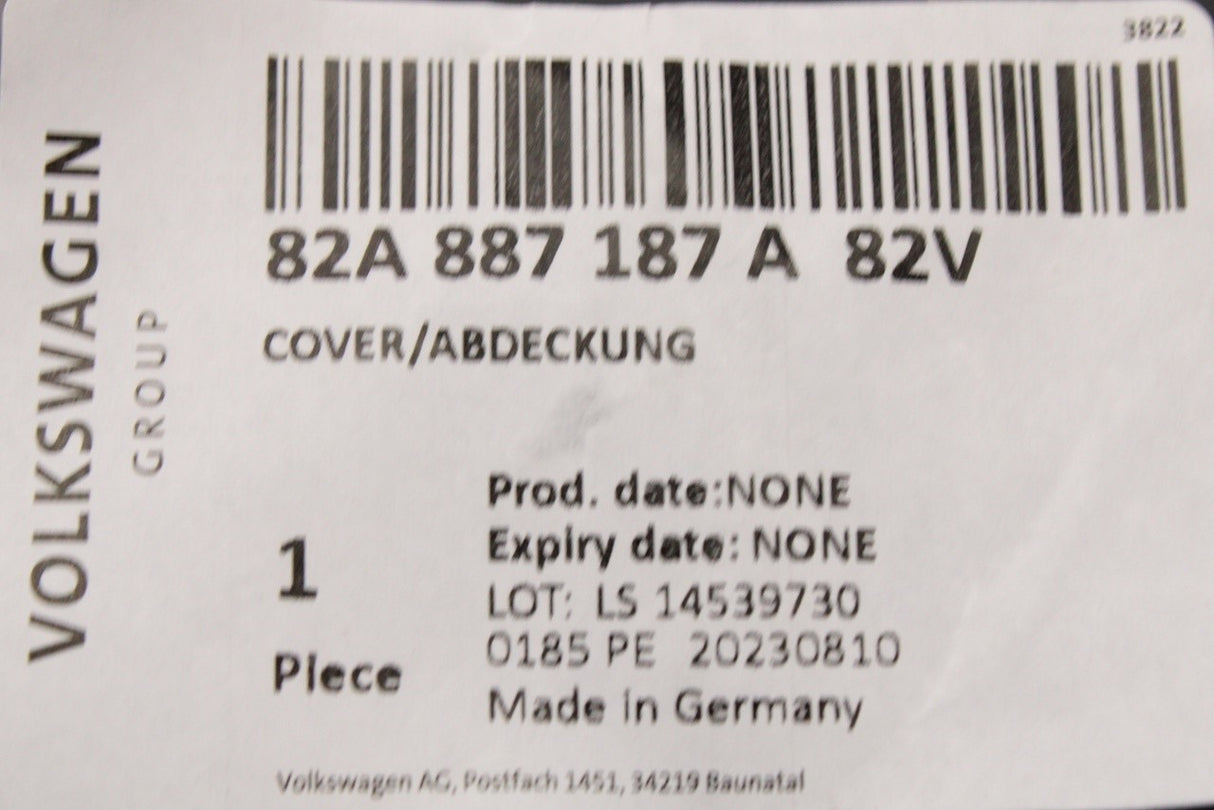 3822
VOLKSWAGEN
GROUP
82A 887 187 A 82V
COVER/ABDECKUNG
Prod. date:NONE
Expiry date: NONE
1
LOT: LS 14539730
0185 PE 20230810
Piece
Made in Germany
Volkswagen AG, Postfach 1451, 34219 Baunatal